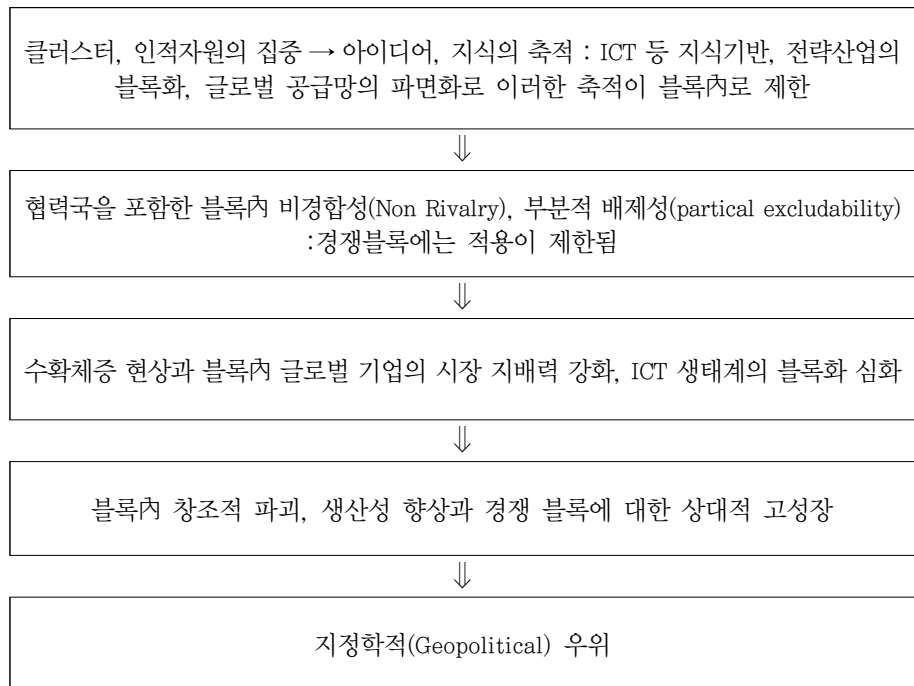 클러스터, 인적자원의 집중 → 아이디어, 지식의 축적 : ICT 등 지식기반, 전략산업의
블록화, 글로벌 공급망의 파면화로 이러한 축적이 블록內로 제한
⇓
협력국을 포함한 블록內 비경합성(Non Rivalry), 부분적 배제성(partical excludability)
:경쟁블록에는 적용이 제한됨
⇓
수확체증 현상과 블록內 글로벌 기업의 시장 지배력 강화, ICT 생태계의 블록화 심화
⇓
블록內 창조적 파괴, 생산성 향상과 경쟁 블록에 대한 상대적 고성장
⇓
지정학적(Geopolitical) 우위